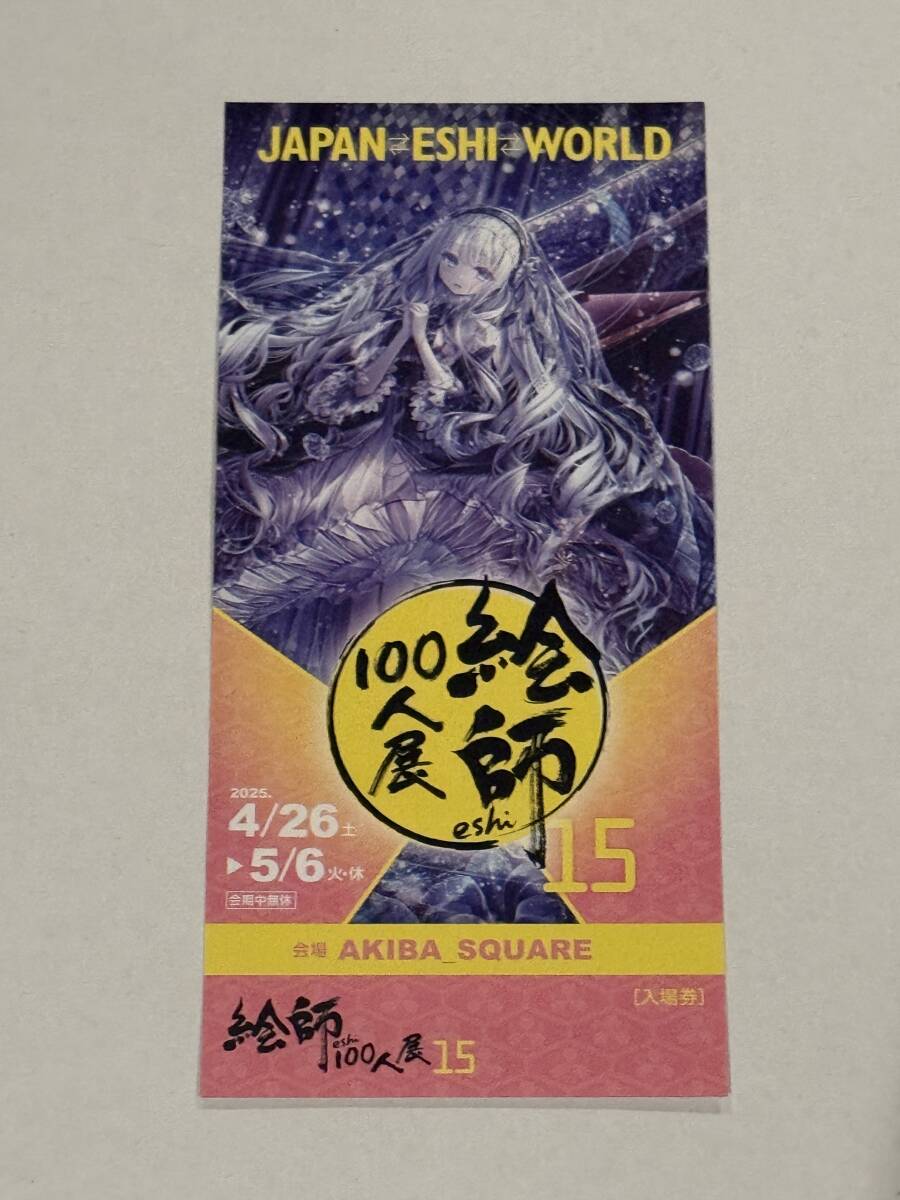 JAPAN⇄ESHI⇄WORLD
絵師
100人展
eshi
15
2025.
4/26土
▶5/6火・休
会期中無休
会場 AKIBA_SQUARE
[入場券]
絵師100人展15
eshi